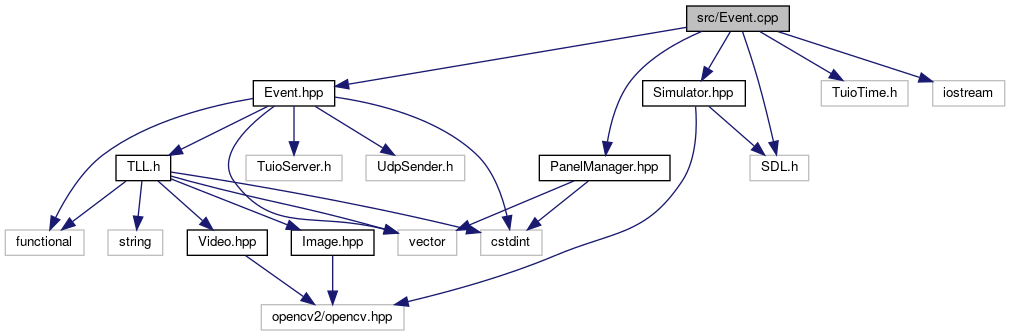 src/Event.cpp
Event.hpp
Simulator.hpp
TuioTime.h
iostream
TLL.h
TuioServer.h
UdpSender.h
PanelManager.hpp
SDL.h
functional
string
Video.hpp
Image.hpp
vector
cstdint
opencv2/opencv.hpp